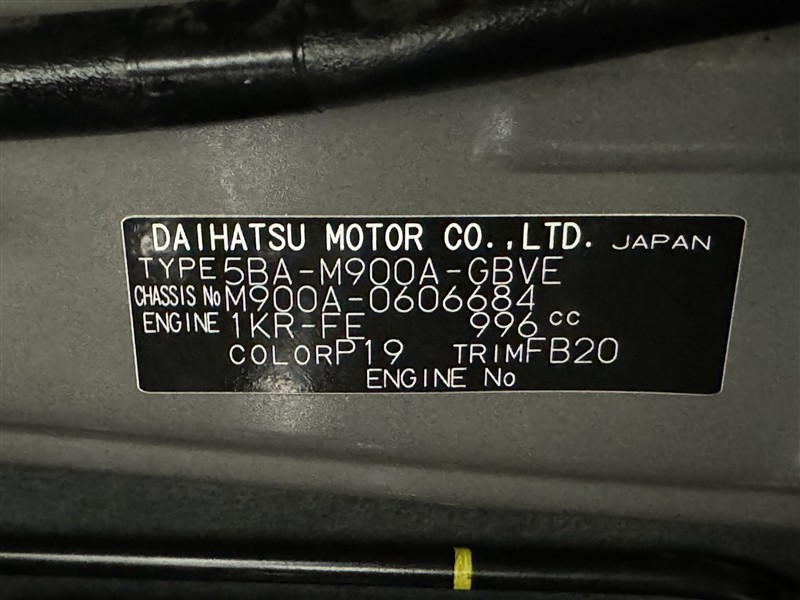 DAIHATSU MOTOR CO.,LTD. JAPAN
TYPE 5BA-M900A-GBVE
CHASSIS No M900A-0606684
ENGINE 1KR-FE 996 cc
COLOR P19 TRIM FB20
ENGINE No